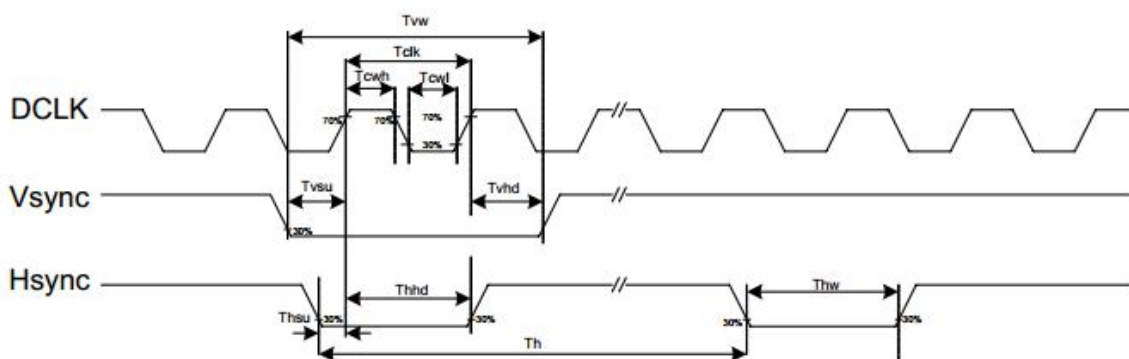 Tvw
Tclk
Tcwh Tcwl
DCLK 70% 70% 70%
30%
//
Vsync Tvsu Tvhd
30%
//
Hsync Thhd Thw
//
Thsu 30% 30% 30% 30%
Th